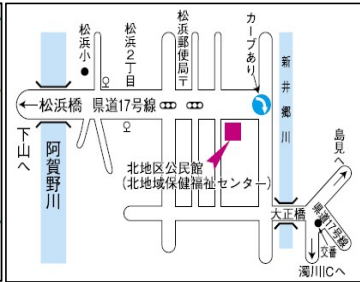 松浜小
松浜2丁目
松浜郵便局〒
カーブあり
新井郷川
松浜橋 県道17号線
下山へ
阿賀野川
北地区公民館
(北地域保健福祉センター)
島見へ
大正橋
県道17号線
交番
濁川ICへ